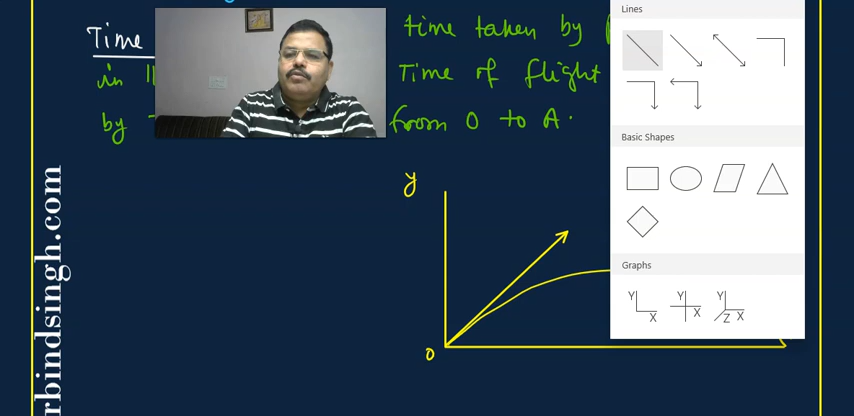 Time
time taken by
in
Time of flight
by
from O to A.
rbindsingh.com
y
O
Lines
Basic Shapes
Graphs
Y
X
Y
X
Y
Z X